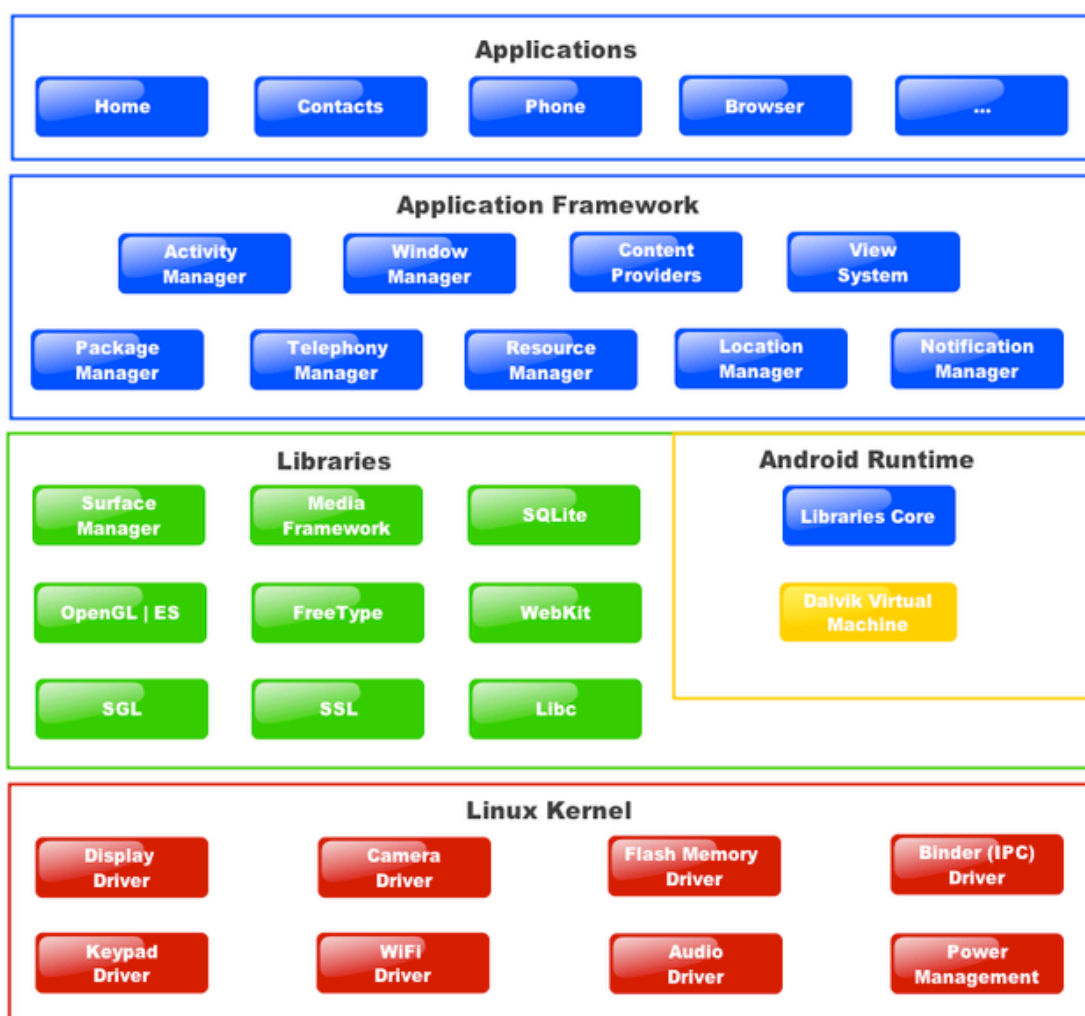 Applications
Home
Contacts
Phone
Browser
...
Application Framework
Activity
Manager
Window
Manager
Content
Providers
View
System
Package
Manager
Telephony
Manager
Resource
Manager
Location
Manager
Notification
Manager
Libraries
Surface
Manager
Media
Framework
SQLite
OpenGL | ES
FreeType
WebKit
SGL
SSL
Libc
Android Runtime
Libraries Core
Dalvik Virtual
Machine
Linux Kernel
Display
Driver
Camera
Driver
Flash Memory
Driver
Binder (IPC)
Driver
Keypad
Driver
WiFi
Driver
Audio
Driver
Power
Management